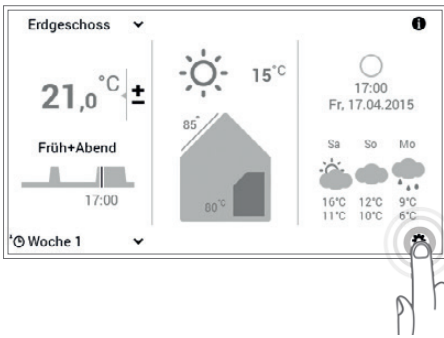 Erdgeschoss
21,0 °C ±
Früh+Abend
17:00
Woche 1
15°C
85°
80°C
17:00
Fr, 17.04.2015
Sa So Mo
16°C 12°C 9°C
11°C 10°C 6°C